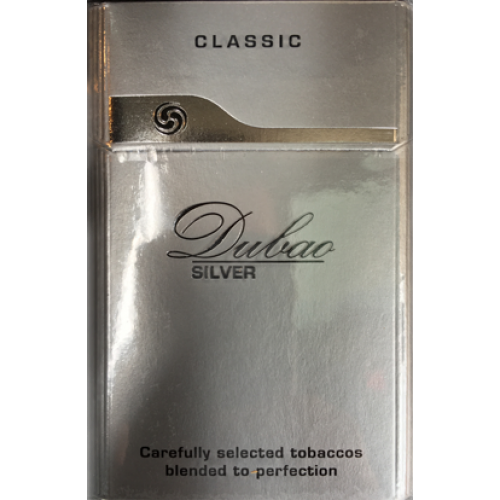 CLASSIC
Dubao
SILVER
Carefully selected tobaccos
blended to perfection